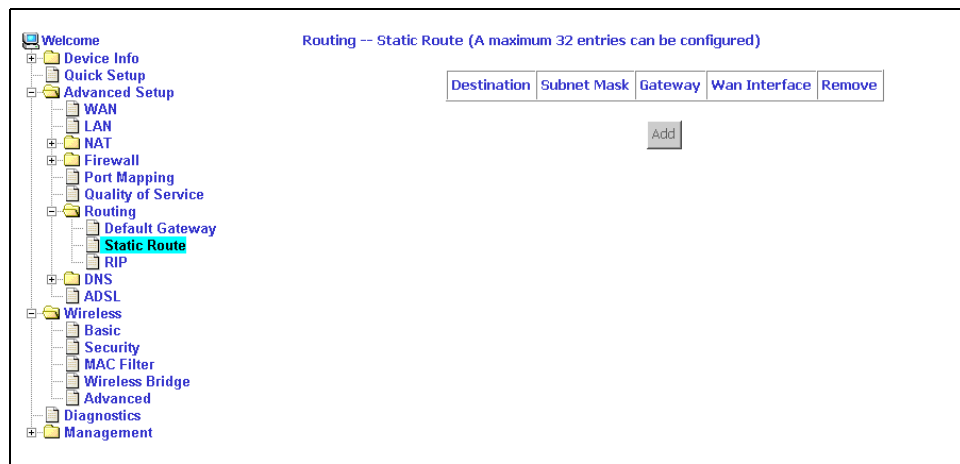 Welcome
Device Info
Quick Setup
Advanced Setup
WAN
LAN
NAT
Firewall
Port Mapping
Quality of Service
Routing
Default Gateway
Static Route
RIP
DNS
ADSL
Wireless
Basic
Security
MAC Filter
Wireless Bridge
Advanced
Diagnostics
Management
Routing -- Static Route (A maximum 32 entries can be configured)
Destination Subnet Mask Gateway Wan Interface Remove
Add